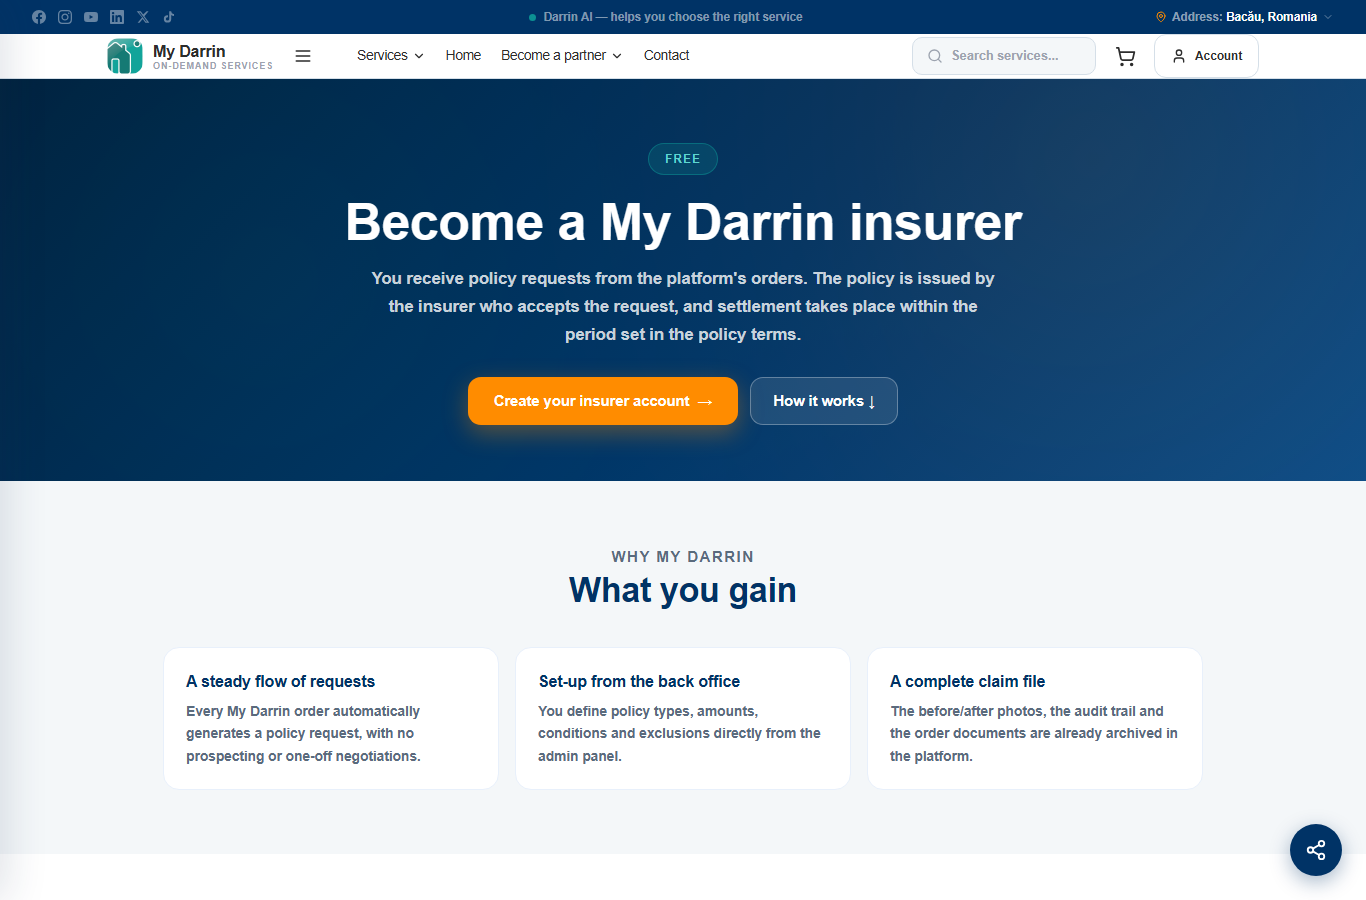 Darrin AI — helps you choose the right service
Address: Bacău, Romania
My Darrin
ON-DEMAND SERVICES
Services
Home
Become a partner
Contact
Search services...
Account
FREE
Become a My Darrin insurer
You receive policy requests from the platform's orders. The policy is issued by
the insurer who accepts the request, and settlement takes place within the
period set in the policy terms.
Create your insurer account →
How it works ↓
WHY MY DARRIN
What you gain
A steady flow of requests
Every My Darrin order automatically
generates a policy request, with no
prospecting or one-off negotiations.
Set-up from the back office
You define policy types, amounts,
conditions and exclusions directly from the
admin panel.
A complete claim file
The before/after photos, the audit trail and
the order documents are already archived in
the platform.